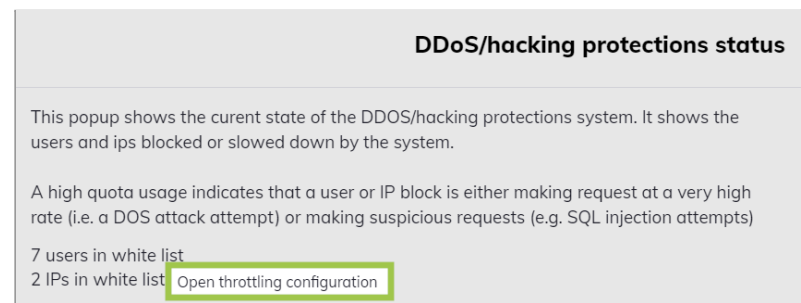 DDoS/hacking protections status
This popup shows the curent state of the DDOS/hacking protections system. It shows the
users and ips blocked or slowed down by the system.
A high quota usage indicates that a user or IP block is either making request at a very high
rate (i.e. a DOS attack attempt) or making suspicious requests (e.g. SQL injection attempts)
7 users in white list
2 IPs in white list Open throttling configuration